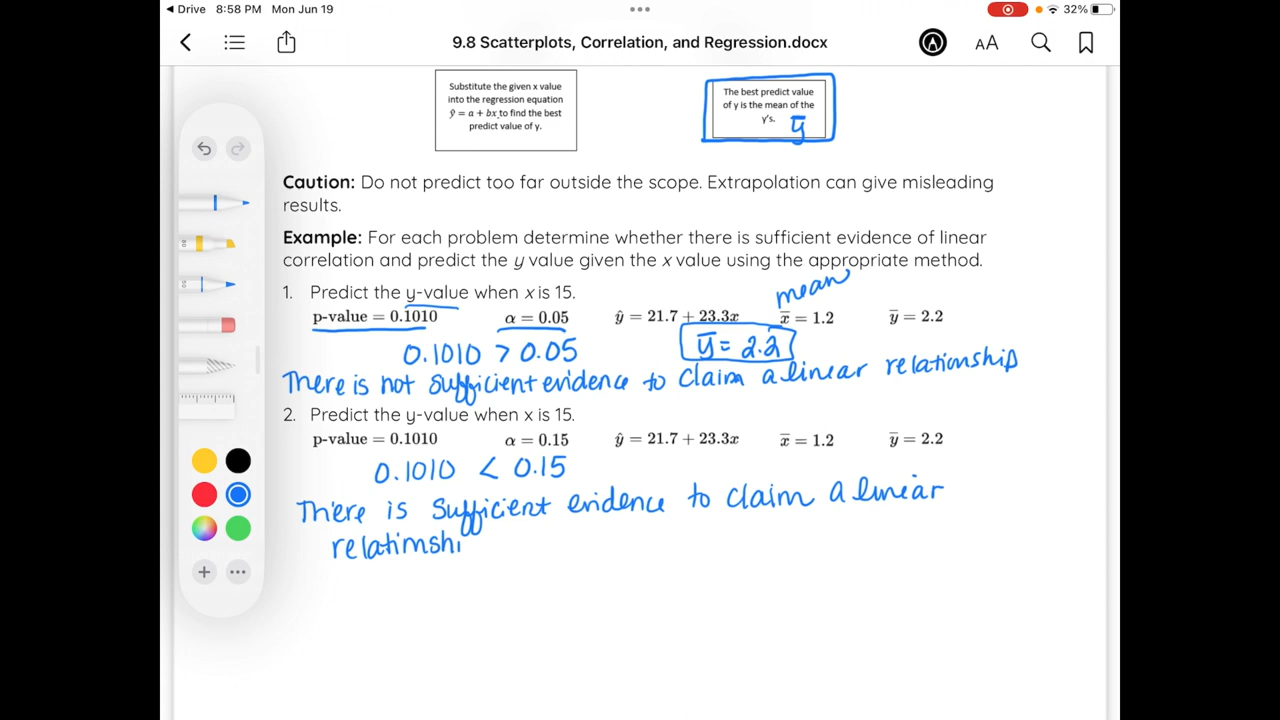 Drive 8:58 PM Mon Jun 19 32%
9.8 Scatterplots, Correlation, and Regression.docx
AA
Substitute the given x value
into the regression equation
ŷ = a + bx to find the best
predict value of y.
The best predict value
of y is the mean of the
y's. ȳ
Caution: Do not predict too far outside the scope. Extrapolation can give misleading
results.
Example: For each problem determine whether there is sufficient evidence of linear
correlation and predict the y value given the x value using the appropriate method.
1. Predict the y-value when x is 15.
mean
p-value = 0.1010 α = 0.05 ŷ = 21.7 + 23.3x x̄ = 1.2 ȳ = 2.2
0.1010 > 0.05 ȳ = 2.2
There is not sufficient evidence to claim a linear relationship
2. Predict the y-value when x is 15.
p-value = 0.1010 α = 0.15 ŷ = 21.7 + 23.3x x̄ = 1.2 ȳ = 2.2
0.1010 < 0.15
There is sufficient evidence to claim a linear
relationshi